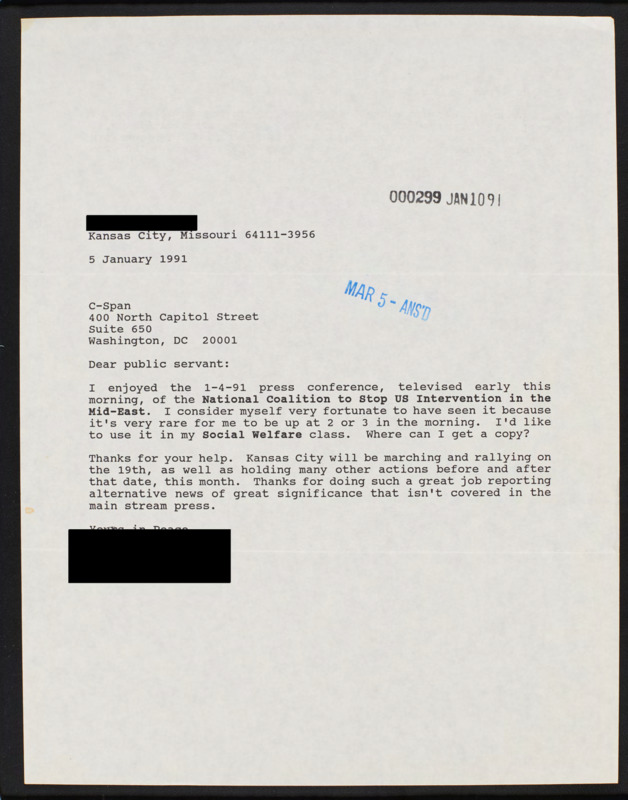 000299 JAN1091
Kansas City, Missouri 64111-3956
5 January 1991
MAR 5 - ANS'D
C-Span
400 North Capitol Street
Suite 650
Washington, DC  20001
Dear public servant:
I enjoyed the 1-4-91 press conference, televised early this
morning, of the National Coalition to Stop US Intervention in the
Mid-East.  I consider myself very fortunate to have seen it because
it's very rare for me to be up at 2 or 3 in the morning.  I'd like
to use it in my Social Welfare class.  Where can I get a copy?
Thanks for your help.  Kansas City will be marching and rallying on
the 19th, as well as holding many other actions before and after
that date, this month.  Thanks for doing such a great job reporting
alternative news of great significance that isn't covered in the
main stream press.
Yours in Peace